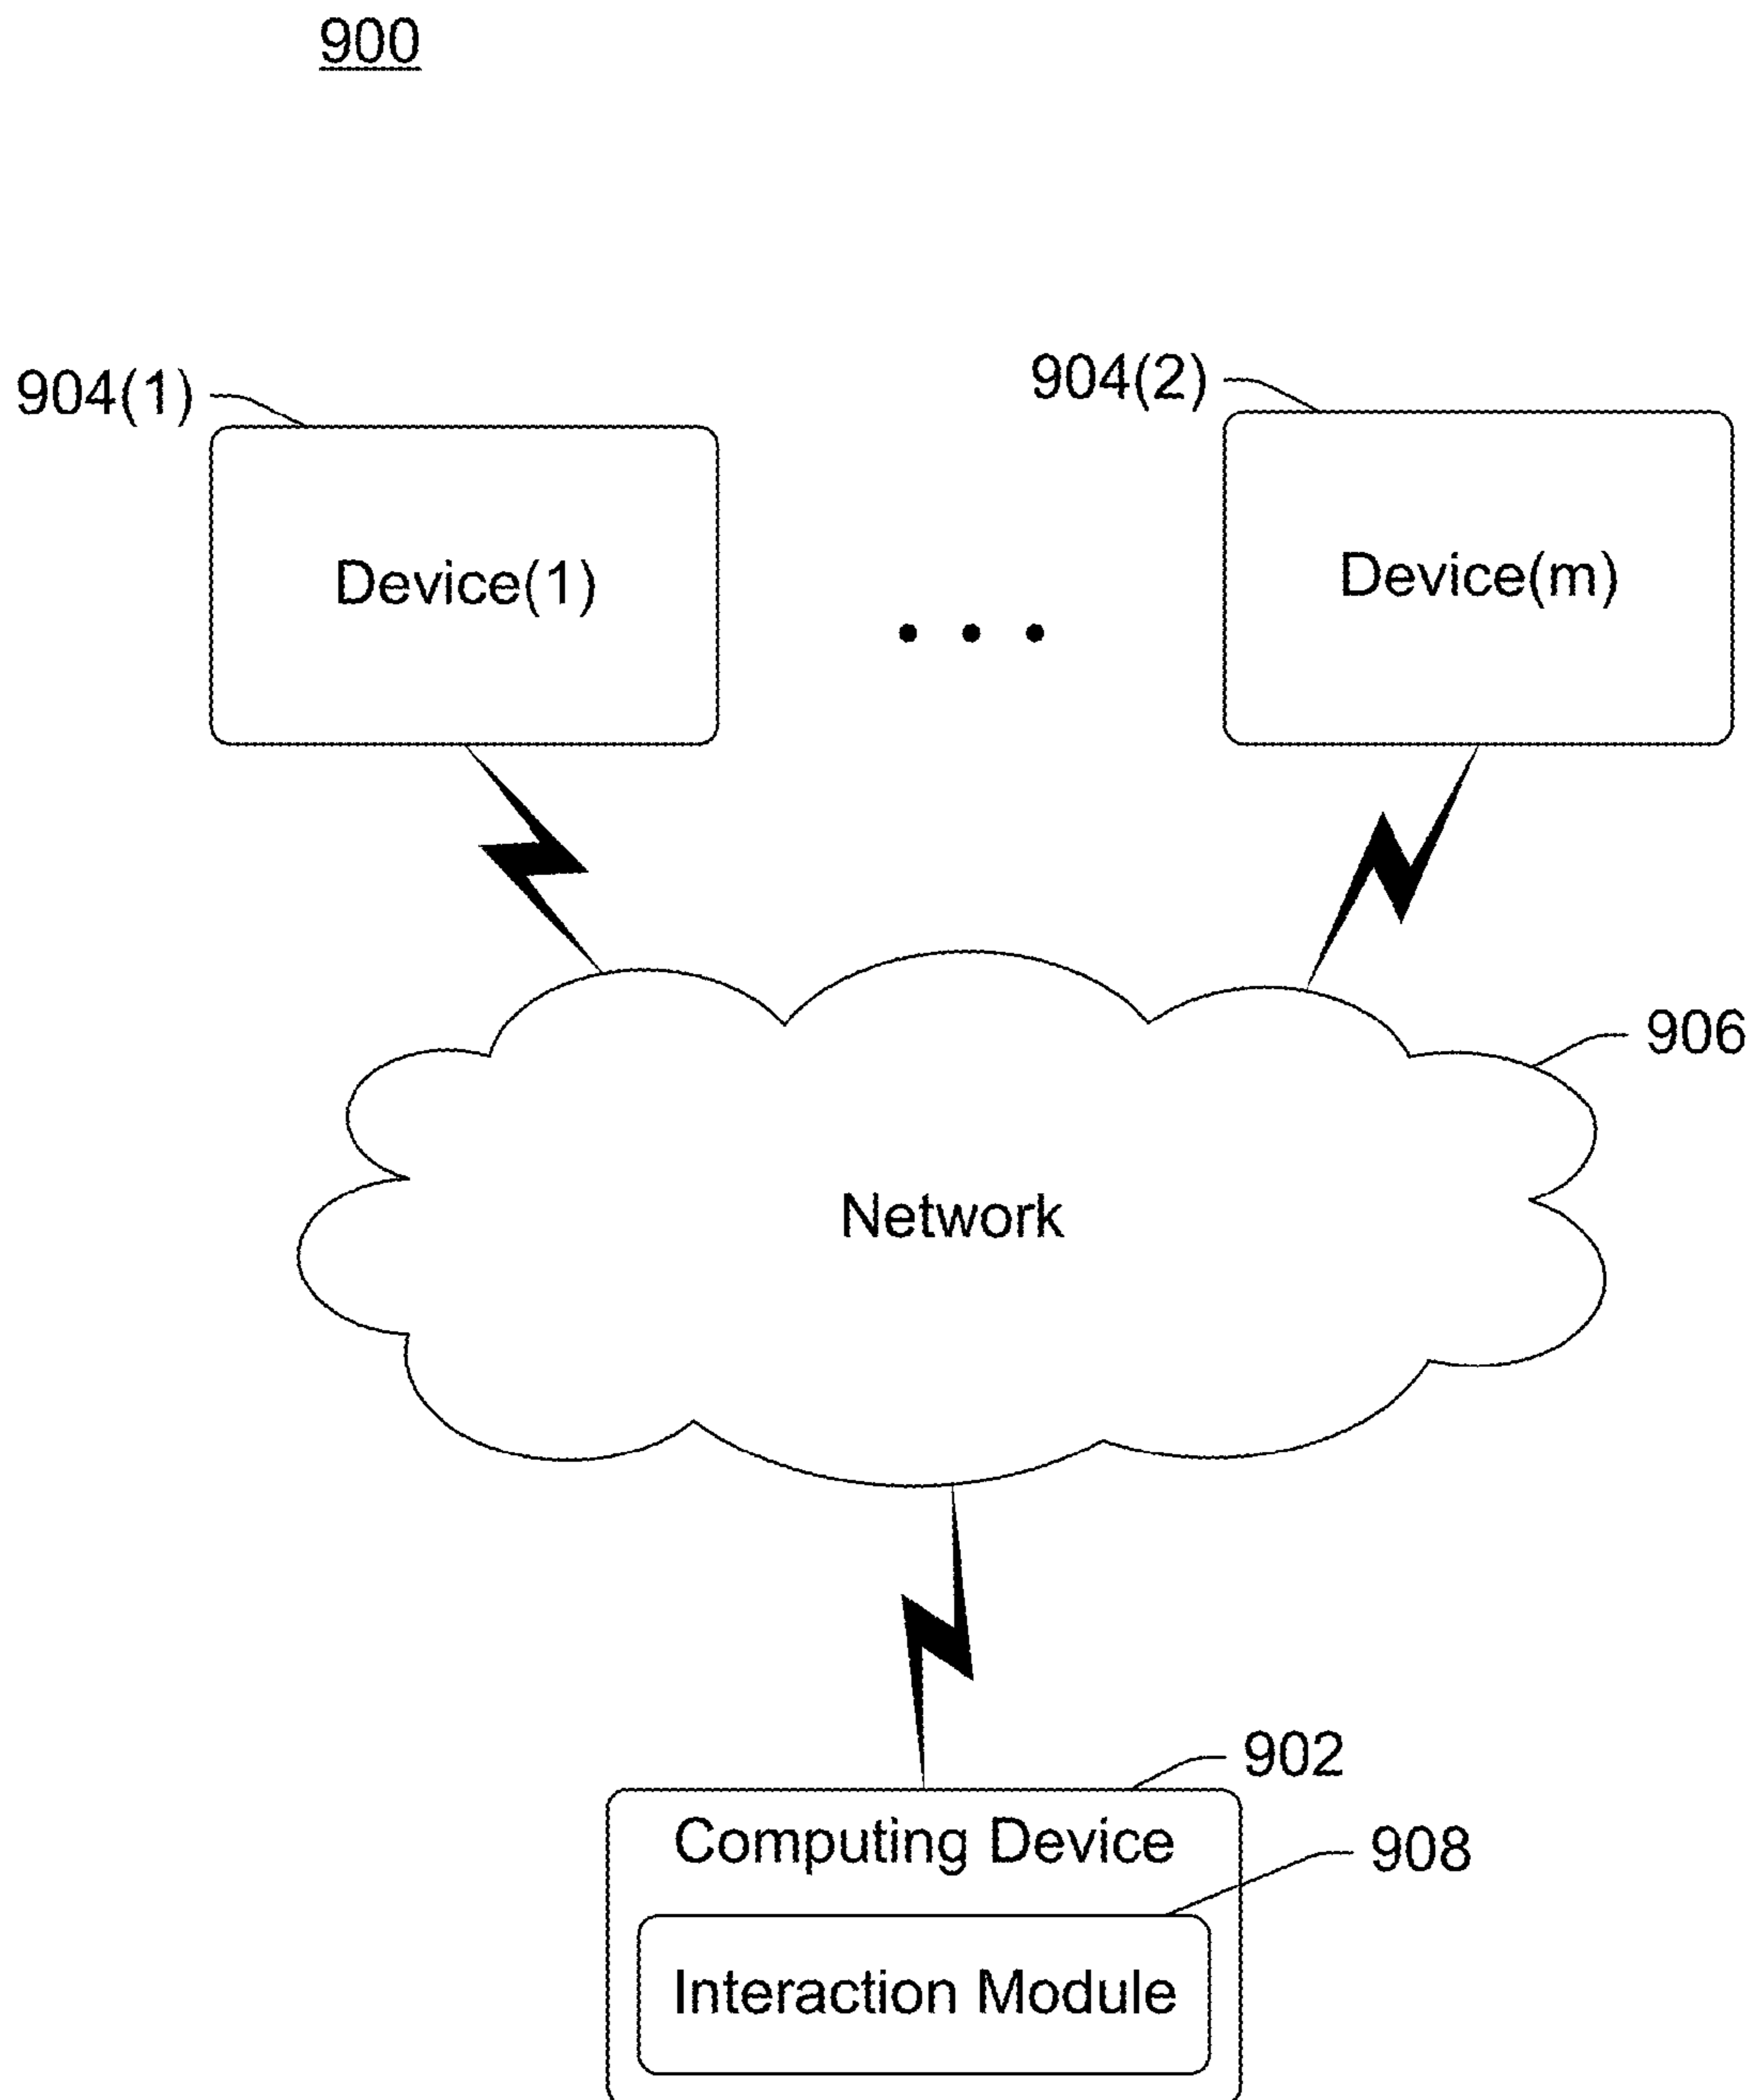 900
904(1)
904(2)
Device(1)
Device(m)
906
Network
902
Computing Device
908
Interaction Module